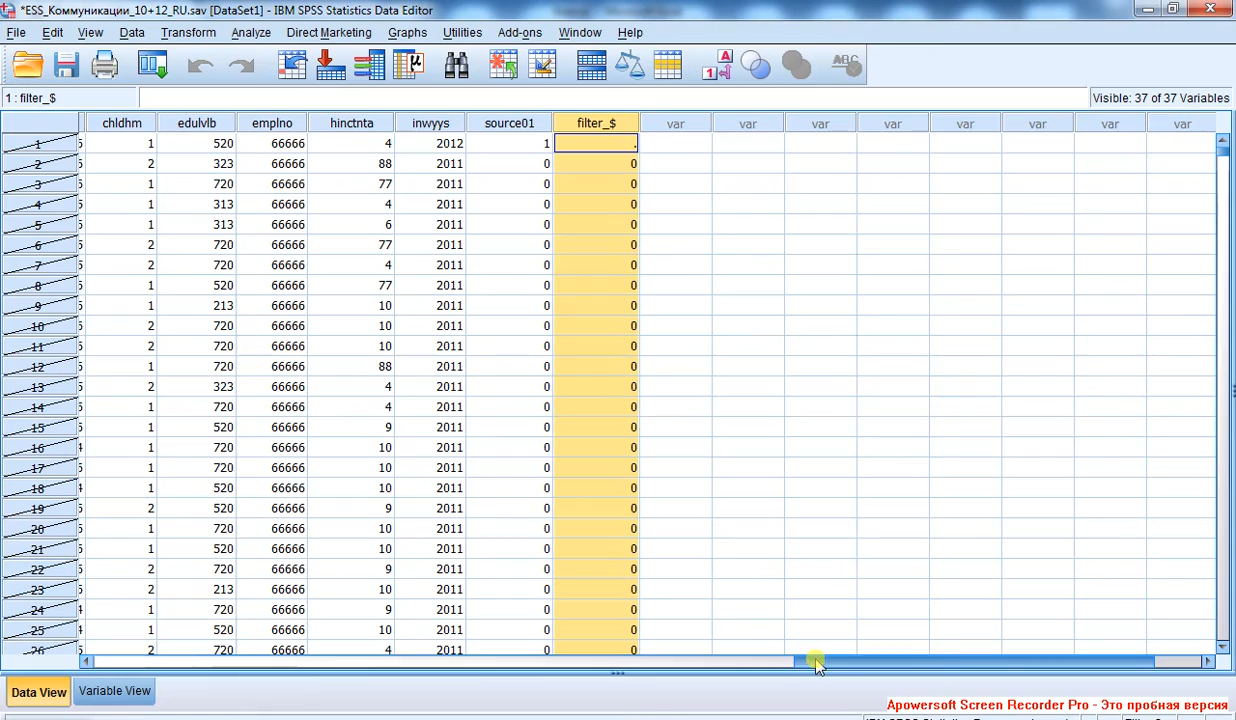 *ESS_Коммуникации_10+12_RU.sav [DataSet1] - IBM SPSS Statistics Data Editor
File Edit View Data Transform Analyze Direct Marketing Graphs Utilities Add-ons Window Help
1 : filter_$ Visible: 37 of 37 Variables
chldhm edulvlb emplno hinctnta inwyys source01 filter_$ var var var var var var var var
1 1 520 66666 4 2012 1 .
2 2 323 66666 88 2011 0 0
3 1 720 66666 77 2011 0 0
4 1 313 66666 4 2011 0 0
5 1 313 66666 6 2011 0 0
6 2 720 66666 77 2011 0 0
7 2 720 66666 4 2011 0 0
8 1 520 66666 77 2011 0 0
9 1 213 66666 10 2011 0 0
10 2 720 66666 10 2011 0 0
11 2 720 66666 10 2011 0 0
12 1 720 66666 88 2011 0 0
13 2 323 66666 4 2011 0 0
14 1 720 66666 4 2011 0 0
15 1 520 66666 9 2011 0 0
16 1 720 66666 10 2011 0 0
17 1 720 66666 10 2011 0 0
18 1 520 66666 10 2011 0 0
19 2 520 66666 9 2011 0 0
20 1 720 66666 10 2011 0 0
21 1 520 66666 10 2011 0 0
22 2 720 66666 9 2011 0 0
23 2 213 66666 10 2011 0 0
24 1 720 66666 9 2011 0 0
25 1 520 66666 10 2011 0 0
26 2 720 66666 4 2011 0 0
Data View Variable View
Apowersoft Screen Recorder Pro - Это пробная версия